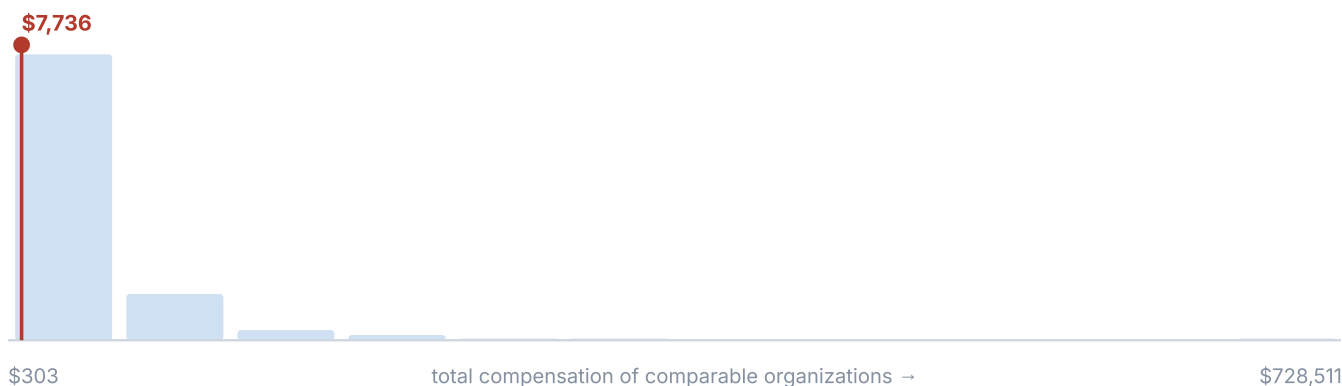 $7,736
$303 total compensation of comparable organizations → $728,511